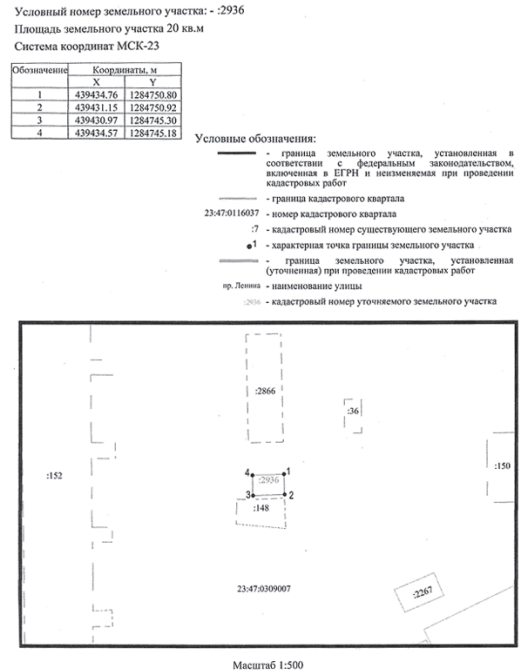 Условный номер земельного участка: - :2936
Площадь земельного участка 20 кв.м
Система координат МСК-23
Обозначение Координаты, м
X Y
1 439434.76 1284750.80
2 439431.15 1284750.92
3 439430.97 1284745.30
4 439434.57 1284745.18
Условные обозначения:
- граница земельного участка, установленная в
соответствии с федеральным законодательством,
включенная в ЕГРН и неизменяемая при проведении
кадастровых работ
- граница кадастрового квартала
23:47:0116037 - номер кадастрового квартала
:7 - кадастровый номер существующего земельного участка
1 - характерная точка границы земельного участка
- граница земельного участка, установленная
(уточненная) при проведении кадастровых работ
пр. Ленина - наименование улицы
:2936 - кадастровый номер уточняемого земельного участка
:2866
:36
:150
:152
4 1
:2936
3 2
:148
23:47:0309007
:2267
Масштаб 1:500